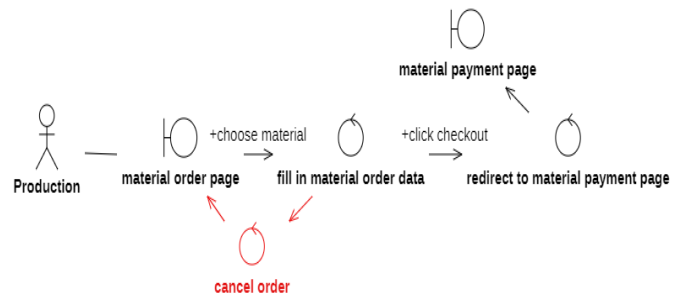 material payment page
+choose material
+click checkout
Production
material order page
fill in material order data
redirect to material payment page
cancel order